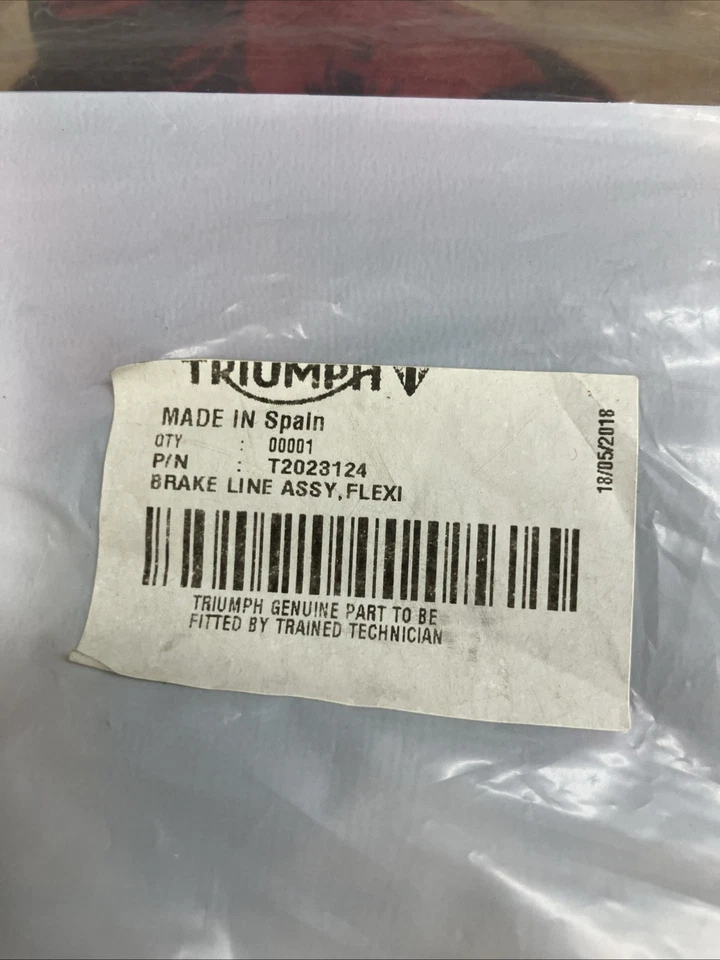 TRIUMPH
MADE IN Spain
QTY : 00001
P/N : T2023124
BRAKE LINE ASSY,FLEXI
TRIUMPH GENUINE PART TO BE
FITTED BY TRAINED TECHNICIAN
18/05/2018